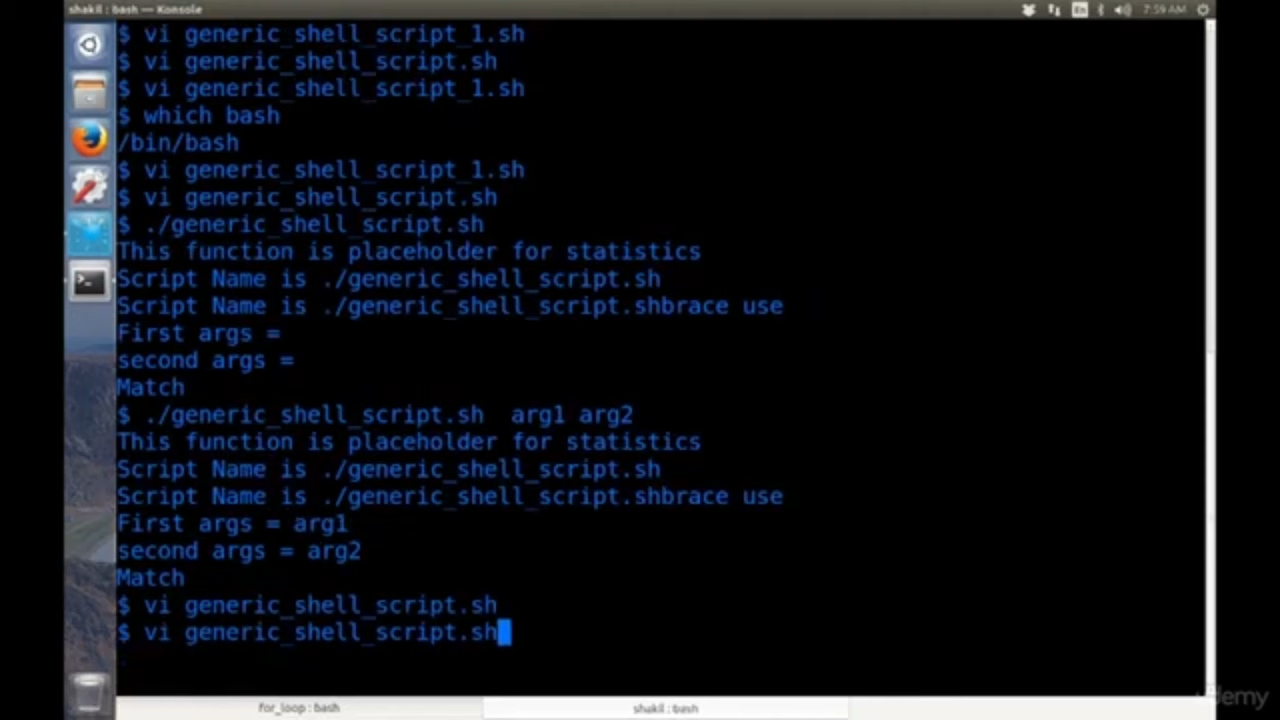 shakil : bash — Konsole
En
7:59 AM
$ vi generic_shell_script_1.sh
$ vi generic_shell_script.sh
$ vi generic_shell_script_1.sh
$ which bash
/bin/bash
$ vi generic_shell_script_1.sh
$ vi generic_shell_script.sh
$ ./generic_shell_script.sh
This function is placeholder for statistics
Script Name is ./generic_shell_script.sh
Script Name is ./generic_shell_script.shbrace use
First args =
second args =
Match
$ ./generic_shell_script.sh  arg1 arg2
This function is placeholder for statistics
Script Name is ./generic_shell_script.sh
Script Name is ./generic_shell_script.shbrace use
First args = arg1
second args = arg2
Match
$ vi generic_shell_script.sh
$ vi generic_shell_script.sh
for_loop : bash
shakil : bash